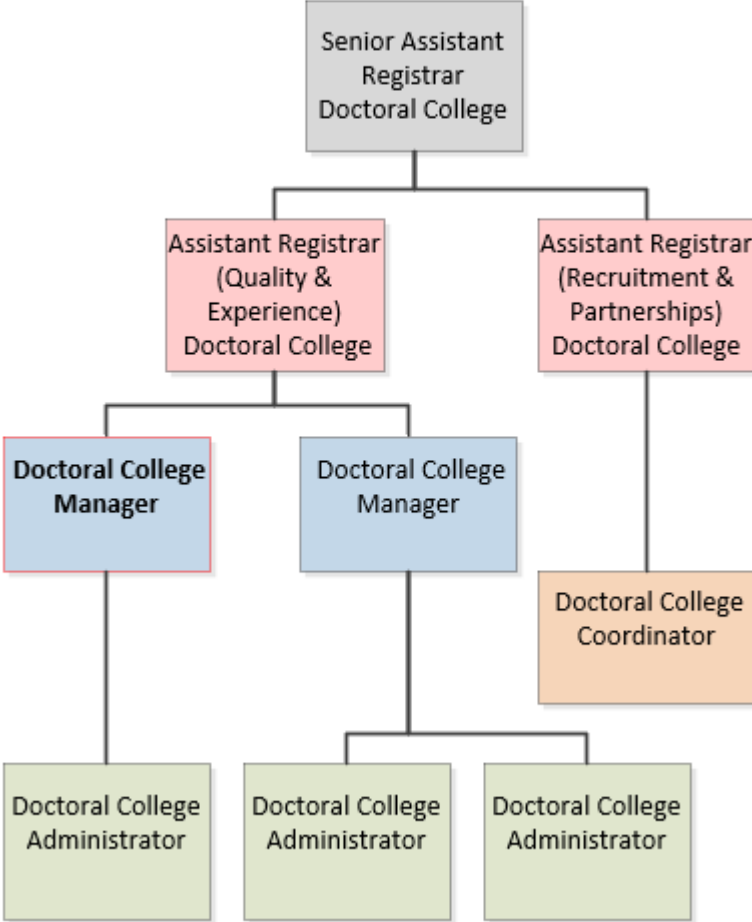 Senior Assistant
Registrar
Doctoral College
Assistant Registrar
(Quality &
Experience)
Doctoral College
Assistant Registrar
(Recruitment &
Partnerships)
Doctoral College
Doctoral College
Manager
Doctoral College
Manager
Doctoral College
Coordinator
Doctoral College
Administrator
Doctoral College
Administrator
Doctoral College
Administrator